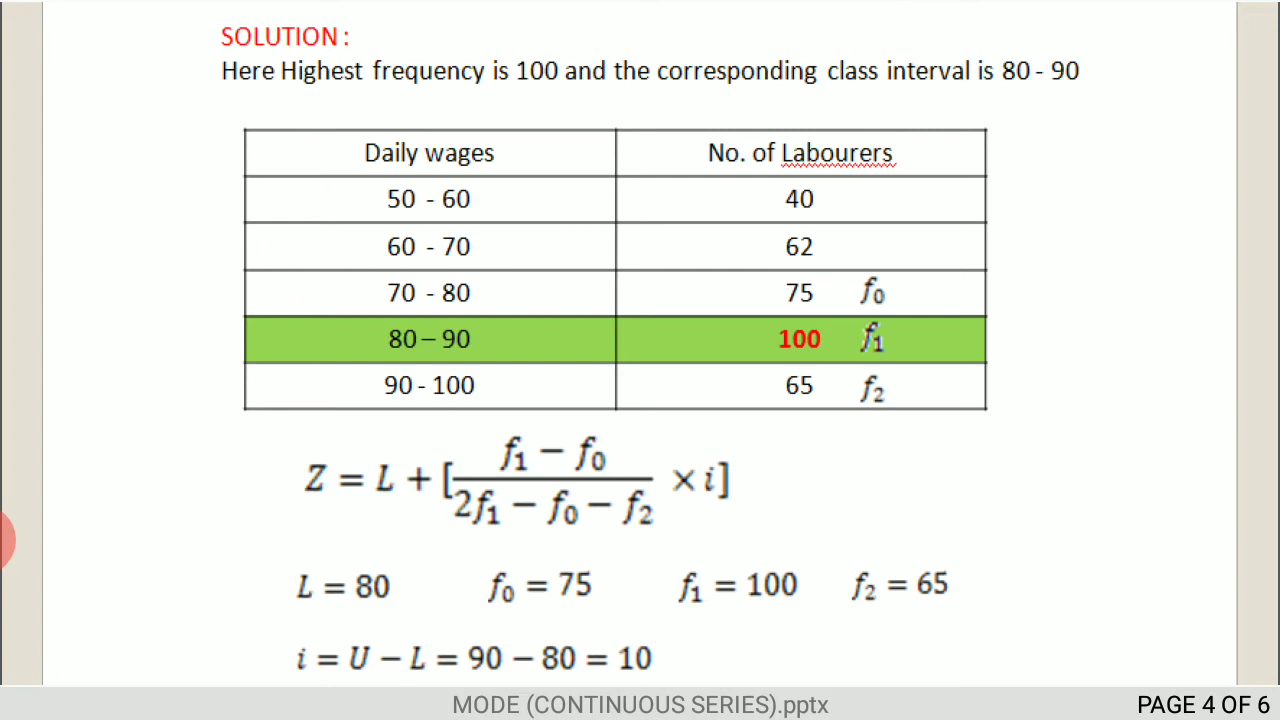 SOLUTION :
Here Highest frequency is 100 and the corresponding class interval is 80 - 90
Daily wages No. of Labourers
50 - 60 40
60 - 70 62
70 - 80 75 f₀
80 – 90 100 f₁
90 - 100 65 f₂
Z = L + [(f₁ − f₀)/(2f₁ − f₀ − f₂) × i]
L = 80 f₀ = 75 f₁ = 100 f₂ = 65
i = U − L = 90 − 80 = 10
MODE (CONTINUOUS SERIES).pptx PAGE 4 OF 6